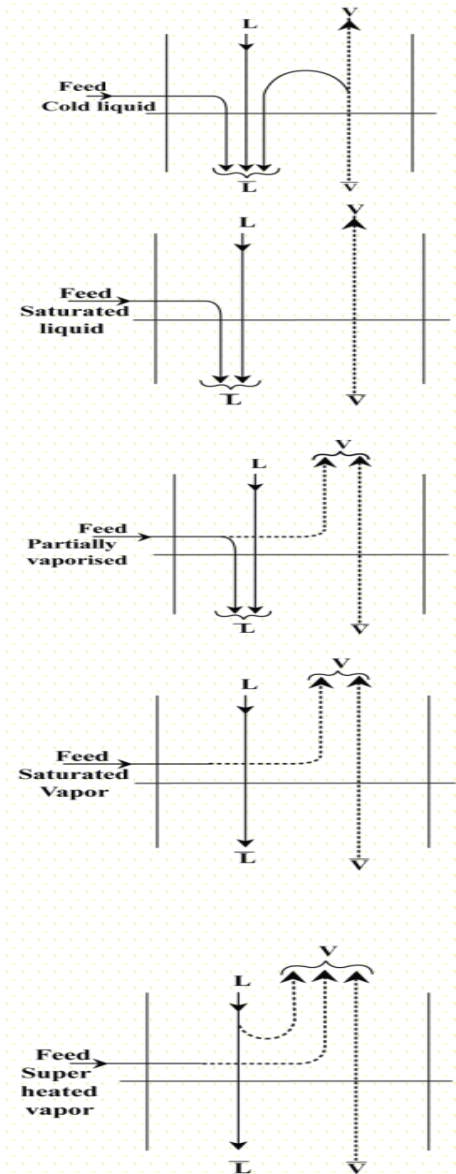 V
L
Feed
Cold liquid
L̅
V̅
V
L
Feed
Saturated
liquid
L̅
V̅
V
L
Feed
Partially
vaporised
L̅
V̅
V
L
Feed
Saturated
Vapor
L̅
V̅
V
L
Feed
Super
heated
vapor
L̅
V̅